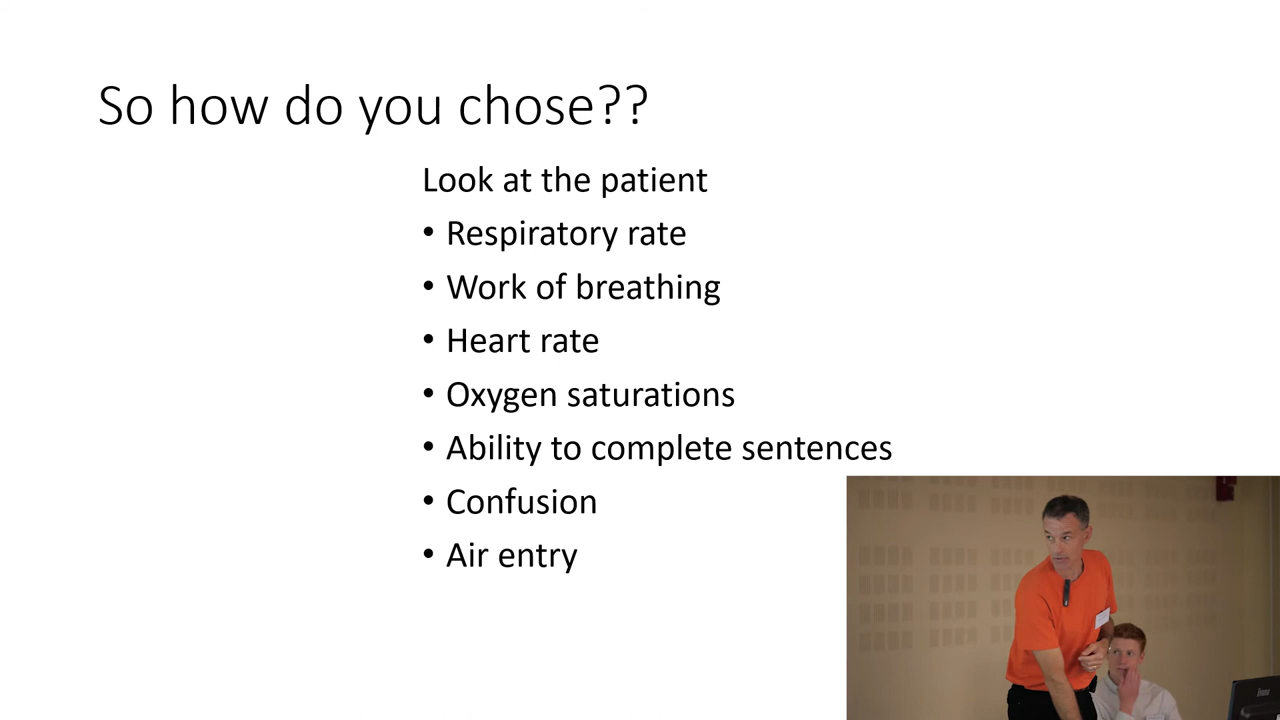 So how do you chose??
Look at the patient
• Respiratory rate
• Work of breathing
• Heart rate
• Oxygen saturations
• Ability to complete sentences
• Confusion
• Air entry